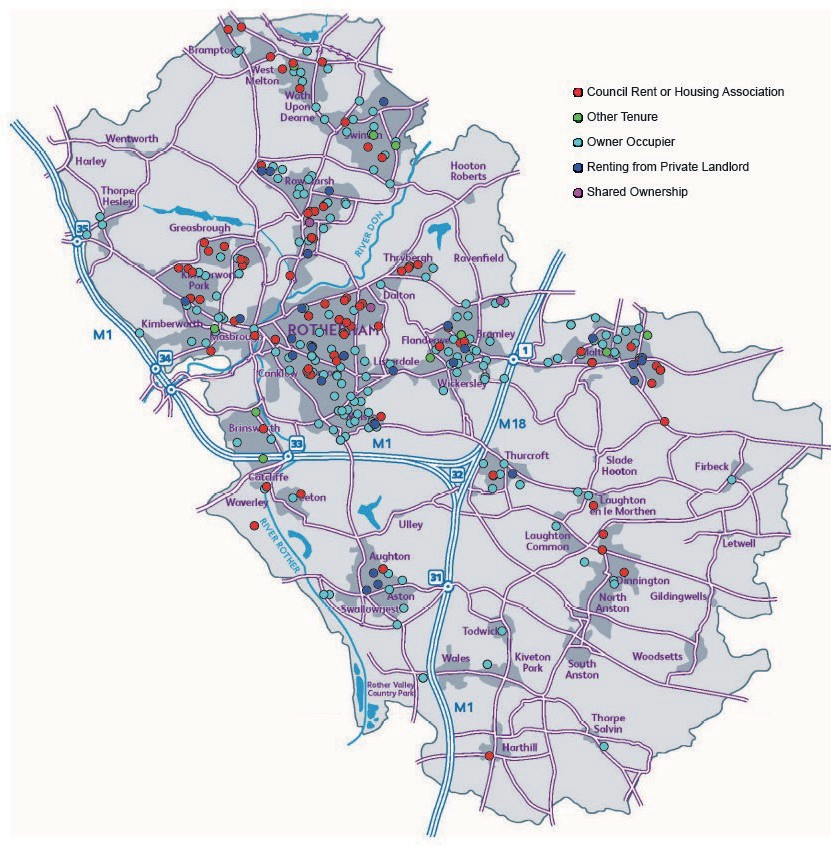 Brampton
West
Melton
Wath
Upon
Dearne
Swinton
Council Rent or Housing Association
Other Tenure
Owner Occupier
Renting from Private Landlord
Shared Ownership
Wentworth
Harley
Thorpe
Hesley
Rawmarsh
Hooton
Roberts
35
Greasbrough
RIVER DON
Thrybergh
Ravenfield
Kimberworth
Park
Dalton
M1
Kimberworth
Masbrough
ROTHERHAM
Flanderwell
Bramley
1
Maltby
34
Canklow
Listerdale
Wickersley
M18
Brinsworth
33
M1
32
Thurcroft
Slade
Hooton
Firbeck
Catcliffe
Waverley
Treeton
Laughton
en le Morthen
RIVER ROTHER
Ulley
Laughton
Common
Letwell
Aughton
31
Dinnington
Aston
Swallownest
North
Anston
Gildingwells
Todwick
Wales
Kiveton
Park
South
Anston
Woodsetts
Rother Valley
Country Park
M1
Thorpe
Salvin
Harthill